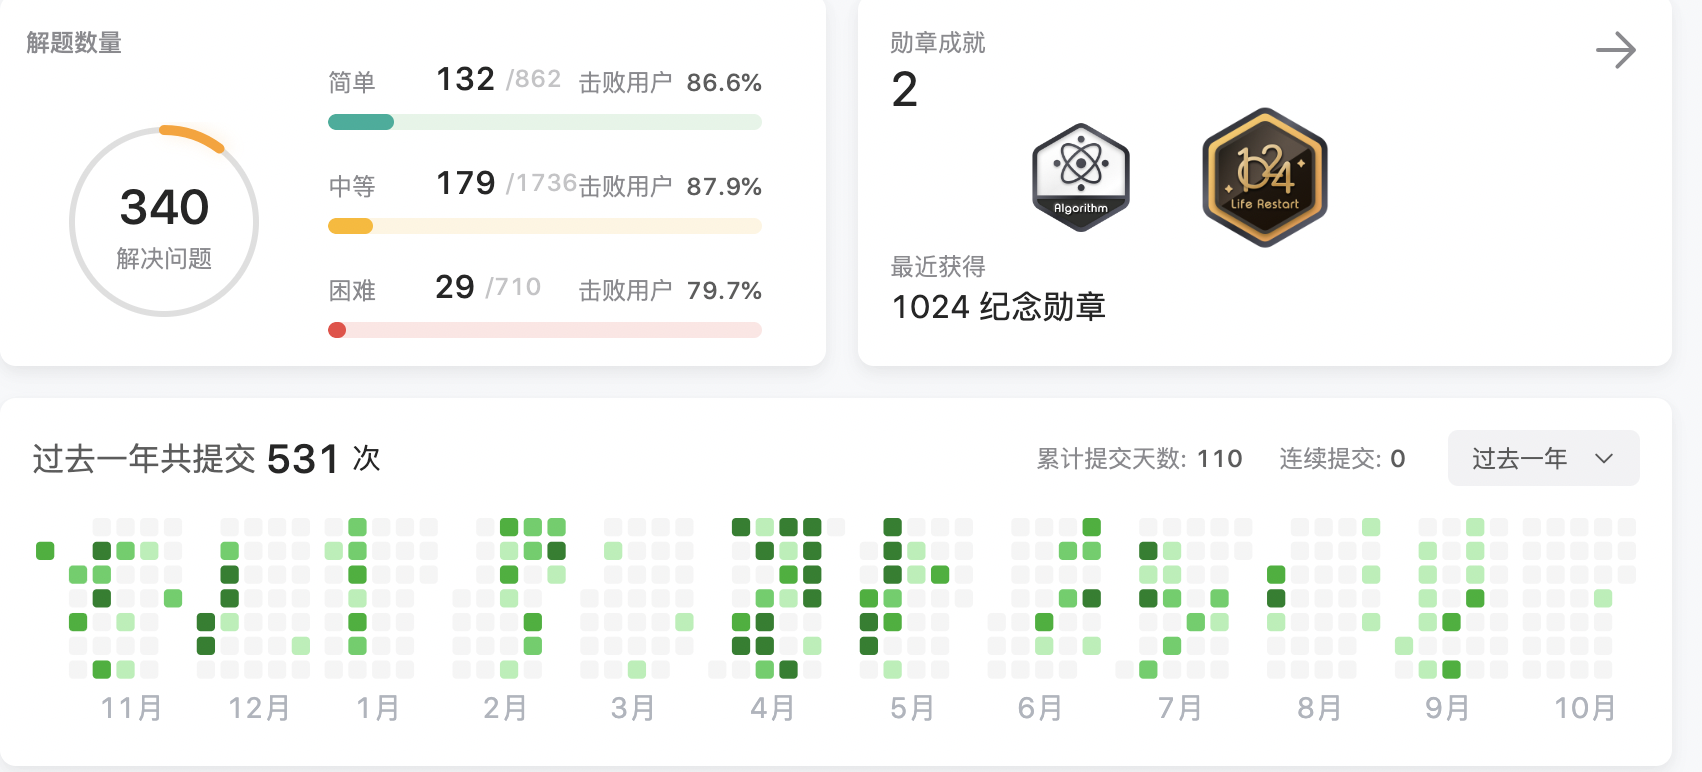 解题数量
340
解决问题
简单 132 /862 击败用户 86.6%
中等 179 /1736 击败用户 87.9%
困难 29 /710 击败用户 79.7%
勋章成就
2
Algorithm
1024
Life Restart
最近获得
1024 纪念勋章
过去一年共提交 531 次
累计提交天数: 110 连续提交: 0 过去一年
11月 12月 1月 2月 3月 4月 5月 6月 7月 8月 9月 10月